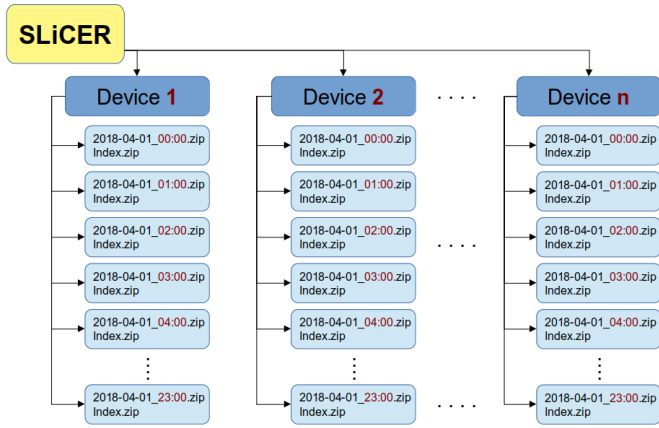 SLiCER
Device 1
2018-04-01_00:00.zip
Index.zip
2018-04-01_01:00.zip
Index.zip
2018-04-01_02:00.zip
Index.zip
2018-04-01_03:00.zip
Index.zip
2018-04-01_04:00.zip
Index.zip
2018-04-01_23:00.zip
Index.zip
Device 2
2018-04-01_00:00.zip
Index.zip
2018-04-01_01:00.zip
Index.zip
2018-04-01_02:00.zip
Index.zip
2018-04-01_03:00.zip
Index.zip
2018-04-01_04:00.zip
Index.zip
2018-04-01_23:00.zip
Index.zip
. . . .
. . . .
. . . .
Device n
2018-04-01_00:00.zip
Index.zip
2018-04-01_01:00.zip
Index.zip
2018-04-01_02:00.zip
Index.zip
2018-04-01_03:00.zip
Index.zip
2018-04-01_04:00.zip
Index.zip
2018-04-01_23:00.zip
Index.zip